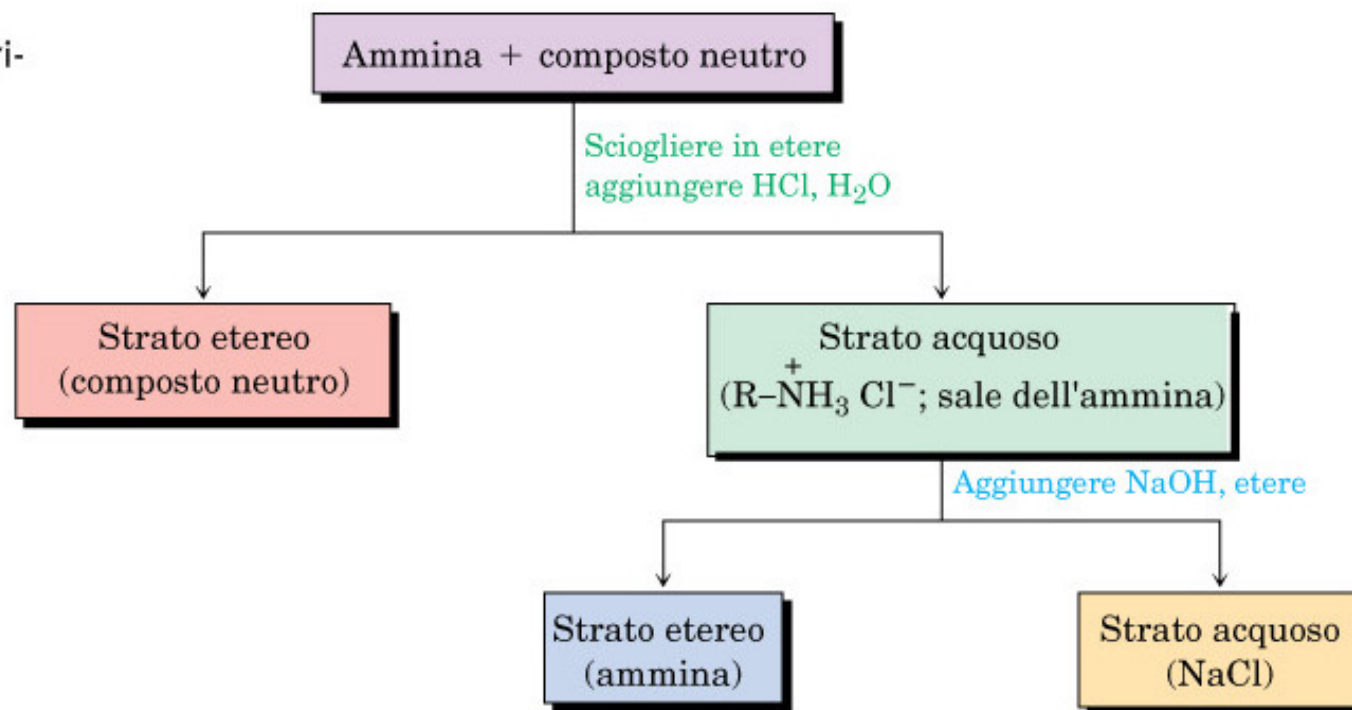 ri-
Ammina + composto neutro
Sciogliere in etere
aggiungere HCl, H₂O
Strato etereo
(composto neutro)
Strato acquoso
(R–N⁺H₃ Cl⁻; sale dell'ammina)
Aggiungere NaOH, etere
Strato etereo
(ammina)
Strato acquoso
(NaCl)